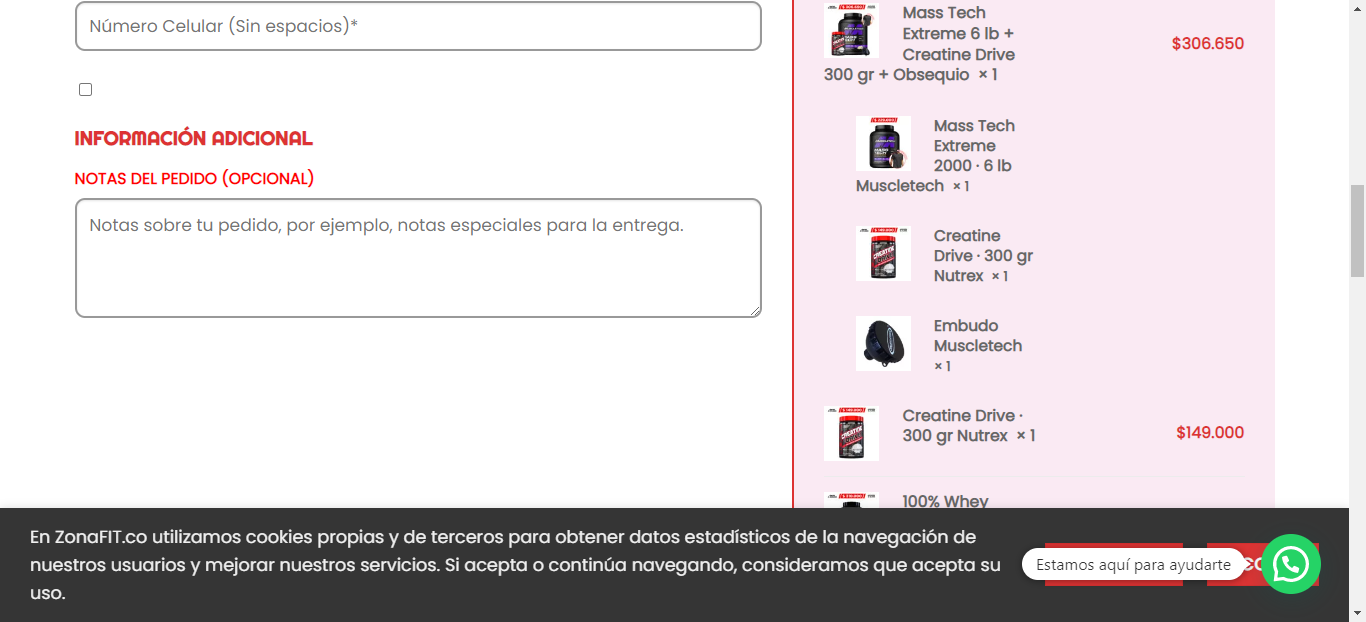 Número Celular (Sin espacios)*
INFORMACIÓN ADICIONAL
NOTAS DEL PEDIDO (OPCIONAL)
Notas sobre tu pedido, por ejemplo, notas especiales para la entrega.
Mass Tech
Extreme 6 lb +
Creatine Drive
300 gr + Obsequio × 1
$306.650
Mass Tech
Extreme
2000 · 6 lb
Muscletech × 1
Creatine
Drive · 300 gr
Nutrex × 1
Embudo
Muscletech
× 1
Creatine Drive ·
300 gr Nutrex × 1
$149.000
100% Whey
En ZonaFIT.co utilizamos cookies propias y de terceros para obtener datos estadísticos de la navegación de
nuestros usuarios y mejorar nuestros servicios. Si acepta o continúa navegando, consideramos que acepta su
uso.
Estamos aquí para ayudarte